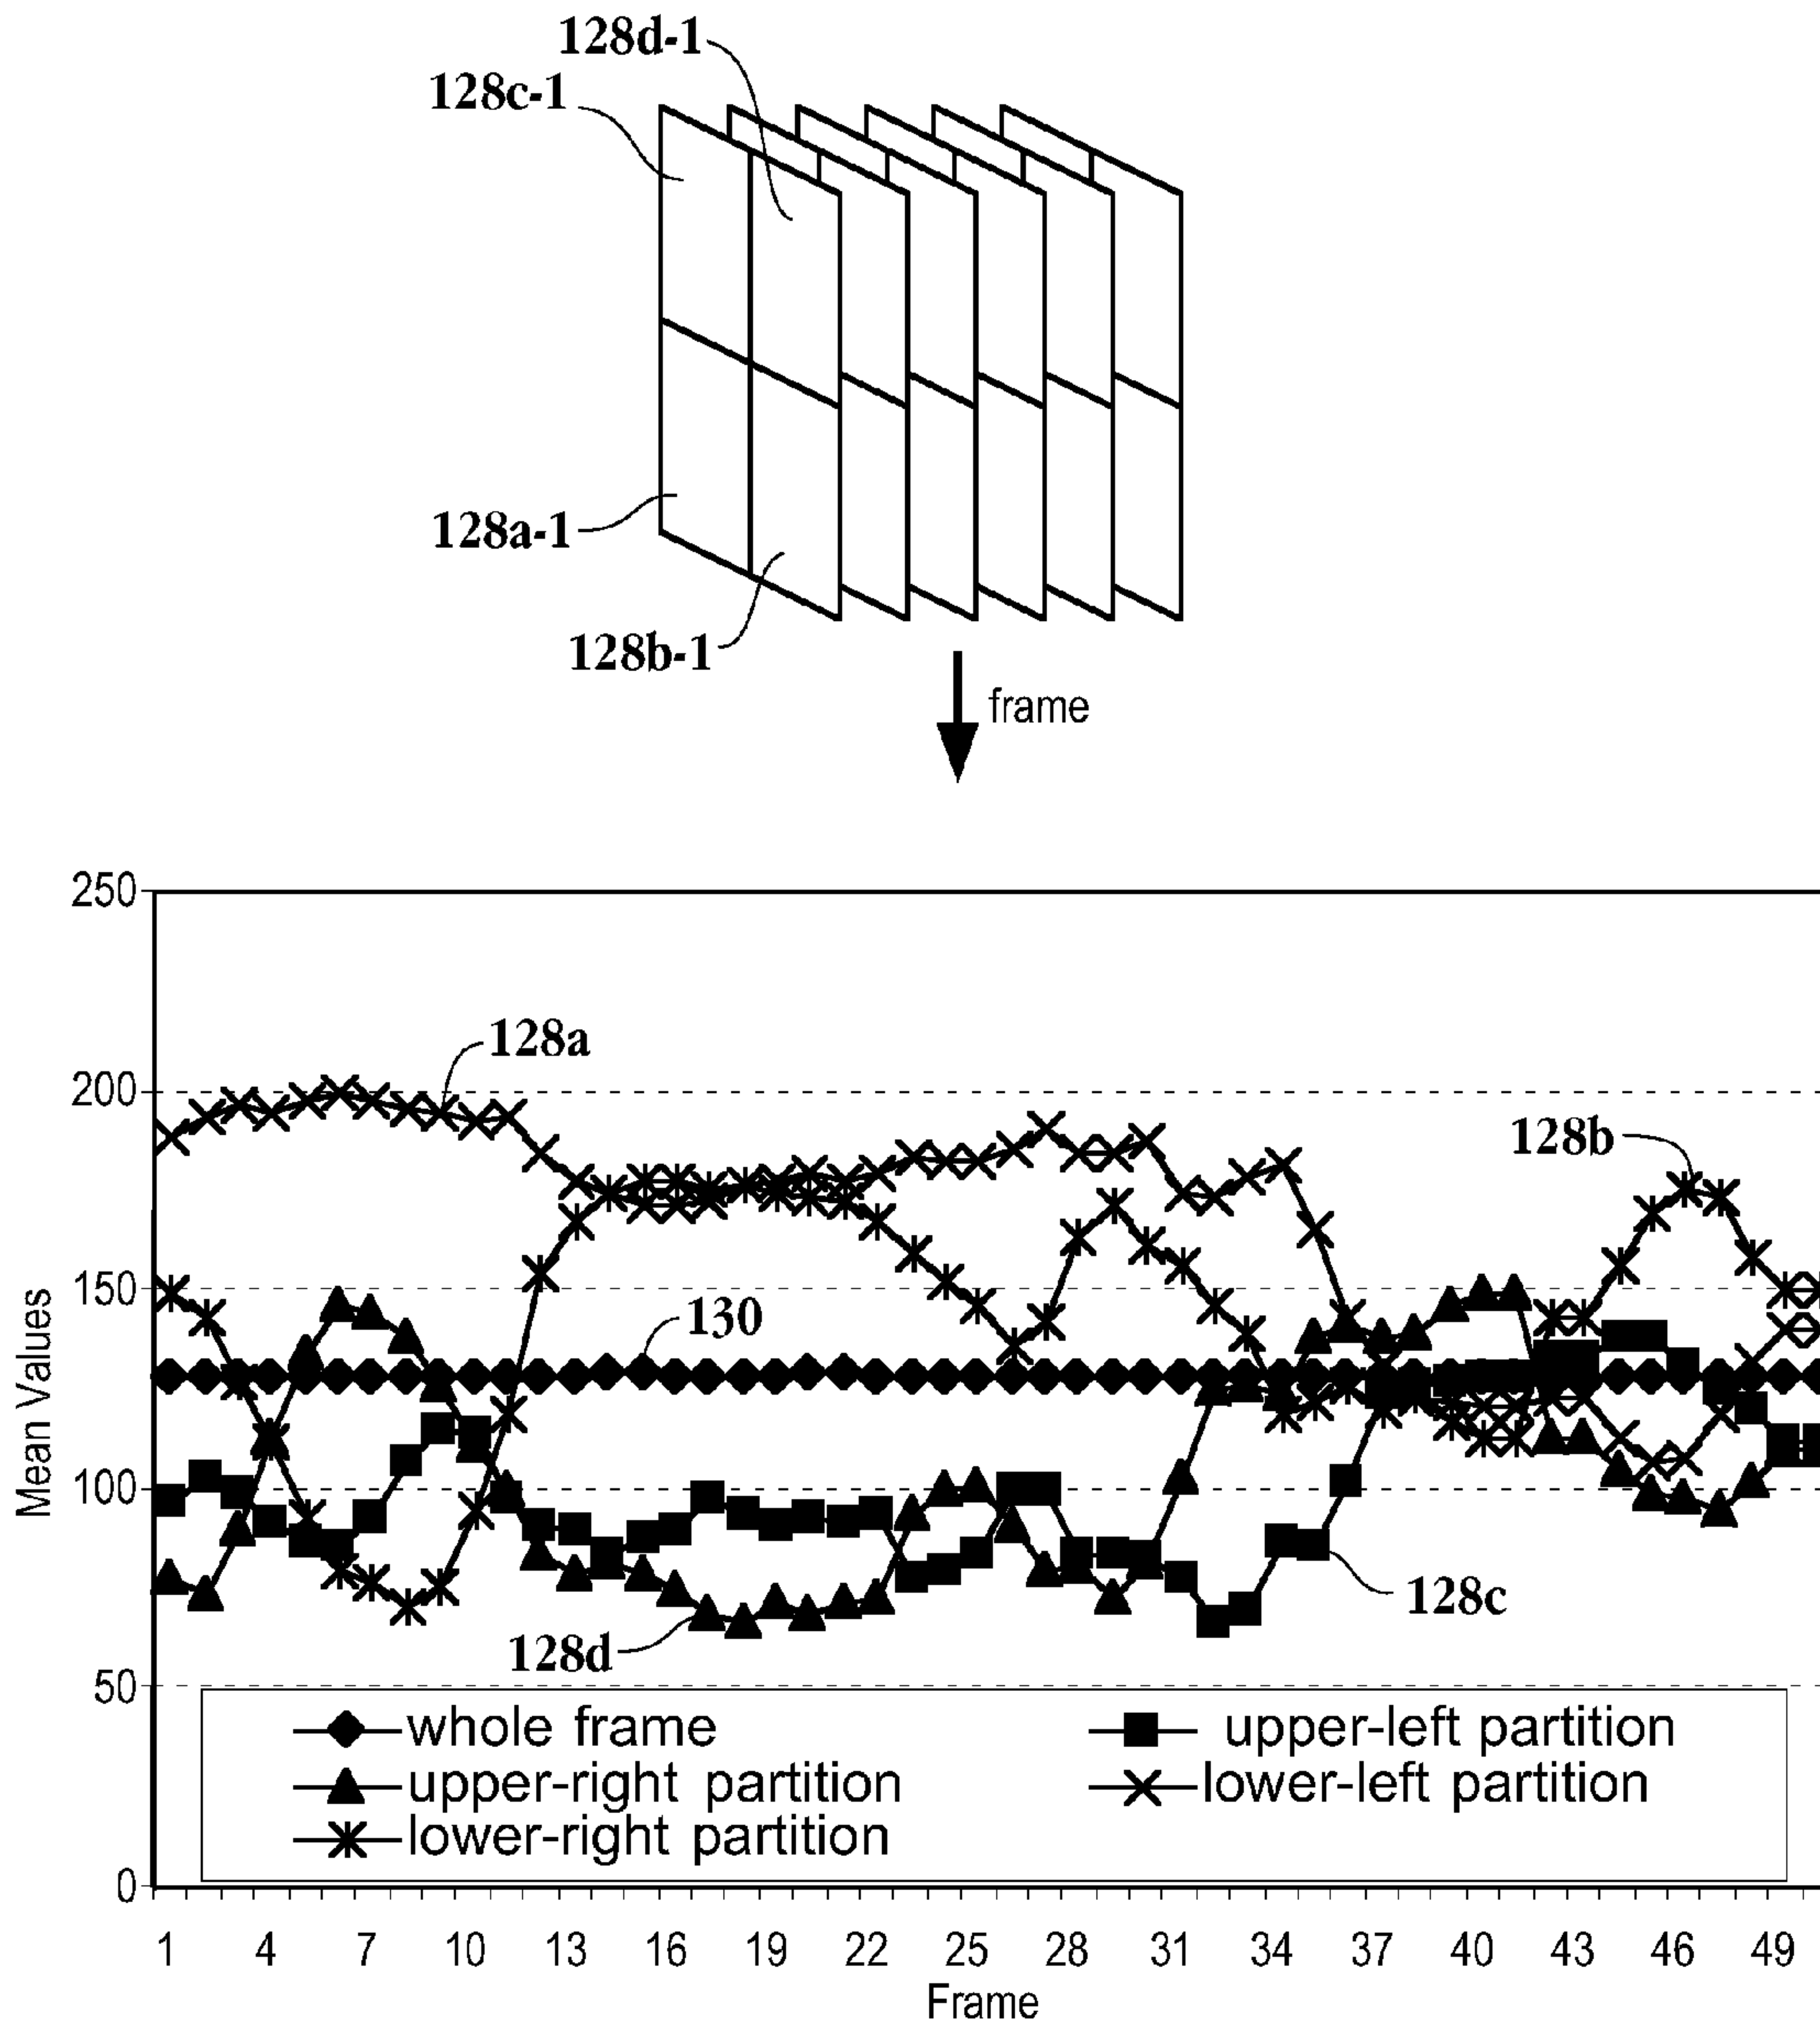 128d-1
128c-1
128a-1
128b-1
frame
250
200
150
100
50
0
Mean Values
128a
128b
130
128c
128d
whole frame
upper-left partition
upper-right partition
lower-left partition
lower-right partition
1 4 7 10 13 16 19 22 25 28 31 34 37 40 43 46 49
Frame